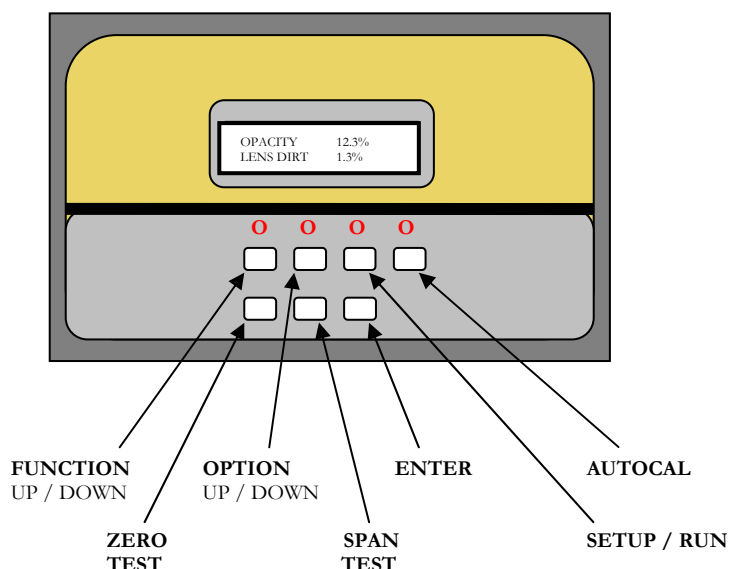 OPACITY 12.3%
LENS DIRT 1.3%
O O O O
FUNCTION
UP / DOWN
OPTION
UP / DOWN
ENTER
AUTOCAL
ZERO
TEST
SPAN
TEST
SETUP / RUN